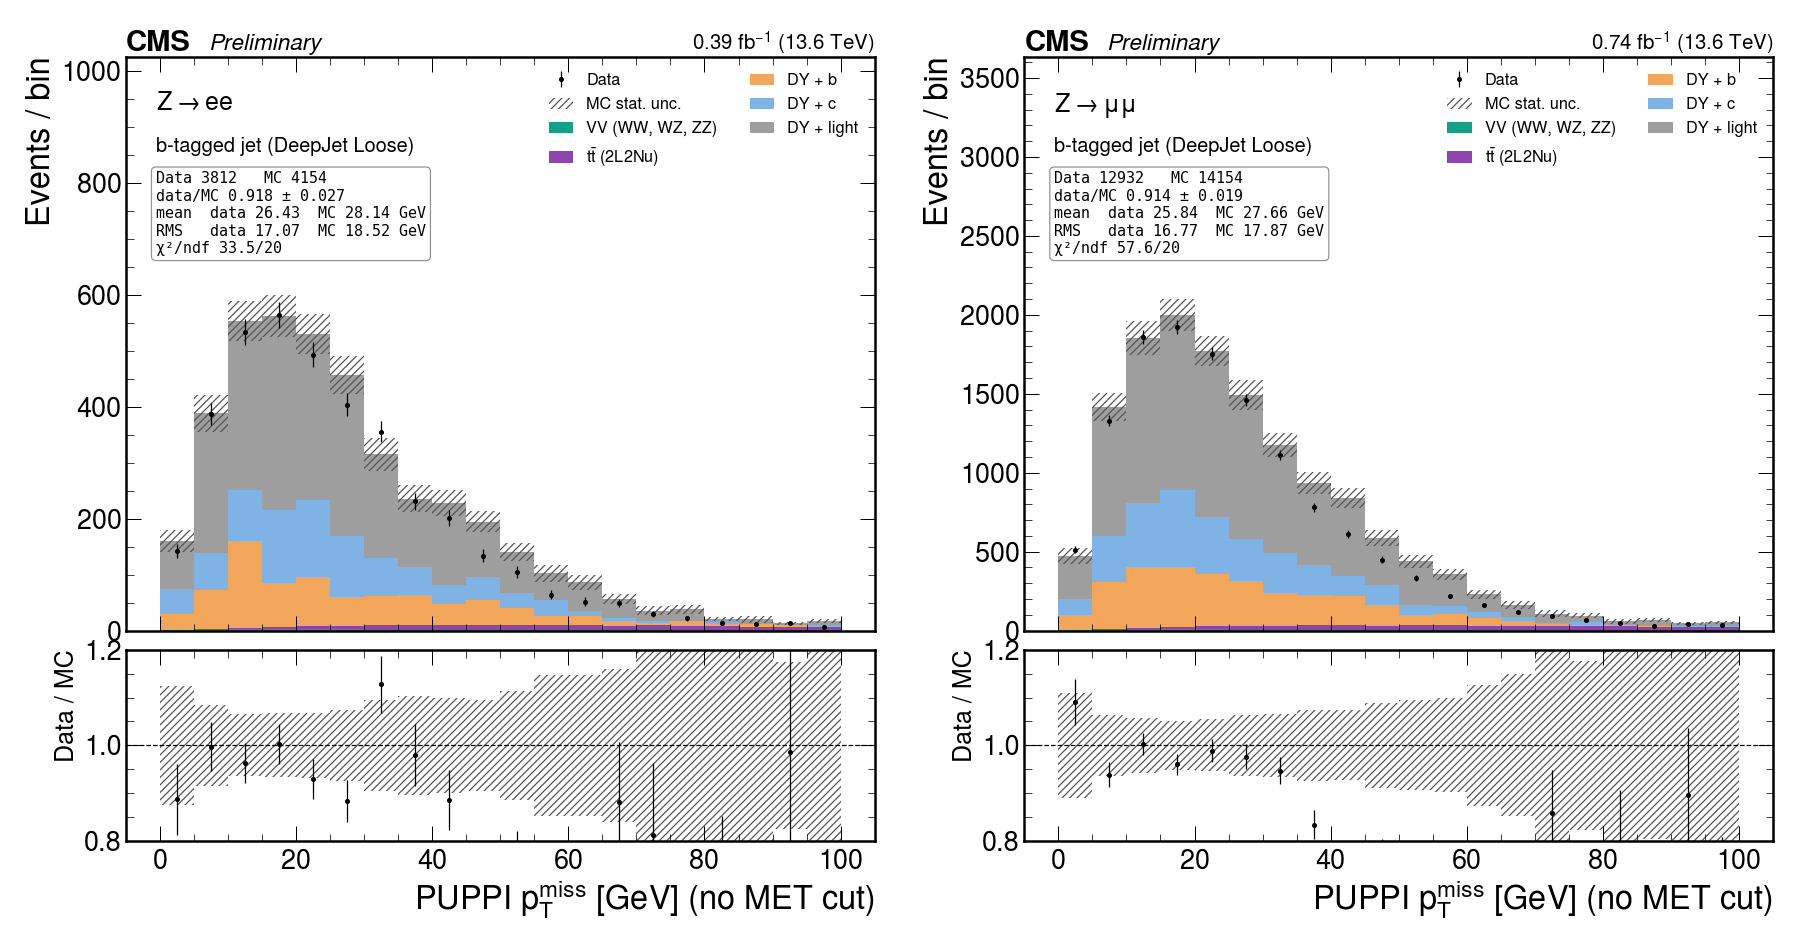 CMS Preliminary 0.39 fb⁻¹ (13.6 TeV)
Events / bin
1000
800
600
400
200
0
Z → ee
b-tagged jet (DeepJet Loose)
Data 3812 MC 4154
data/MC 0.918 ± 0.027
mean data 26.43 MC 28.14 GeV
RMS data 17.07 MC 18.52 GeV
χ²/ndf 33.5/20
Data
MC stat. unc.
VV (WW, WZ, ZZ)
tt̄ (2L2Nu)
DY + b
DY + c
DY + light
Data / MC
1.2
1.0
0.8
0 20 40 60 80 100
PUPPI p_T^miss [GeV] (no MET cut)
CMS Preliminary 0.74 fb⁻¹ (13.6 TeV)
Events / bin
3500
3000
2500
2000
1500
1000
500
0
Z → μμ
b-tagged jet (DeepJet Loose)
Data 12932 MC 14154
data/MC 0.914 ± 0.019
mean data 25.84 MC 27.66 GeV
RMS data 16.77 MC 17.87 GeV
χ²/ndf 57.6/20
Data
MC stat. unc.
VV (WW, WZ, ZZ)
tt̄ (2L2Nu)
DY + b
DY + c
DY + light
Data / MC
1.2
1.0
0.8
0 20 40 60 80 100
PUPPI p_T^miss [GeV] (no MET cut)